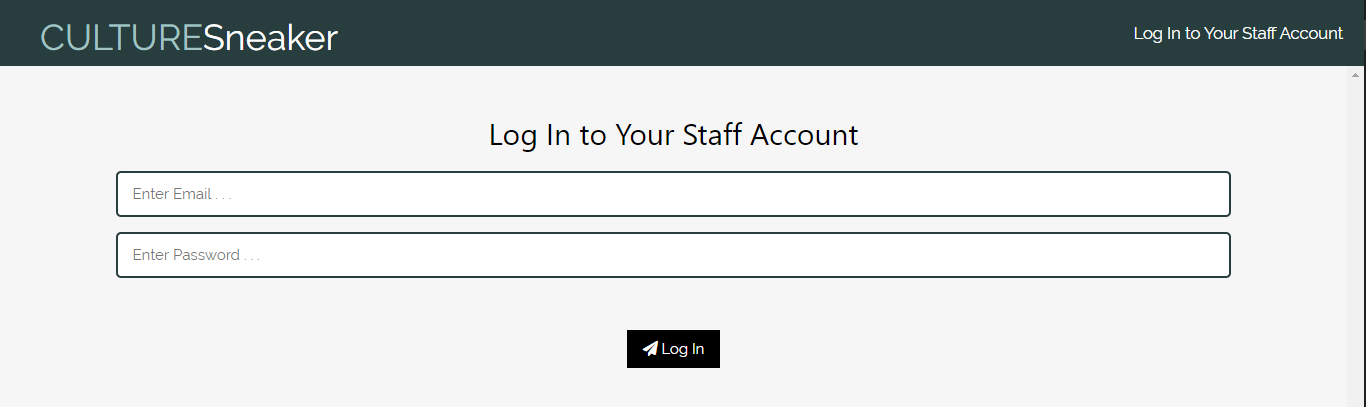 CULTURESneaker
Log In to Your Staff Account
Log In to Your Staff Account
Enter Email . . .
Enter Password . . .
Log In